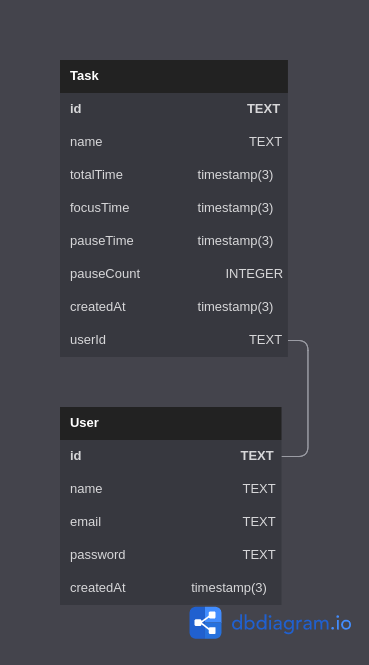 Task
id TEXT
name TEXT
totalTime timestamp(3)
focusTime timestamp(3)
pauseTime timestamp(3)
pauseCount INTEGER
createdAt timestamp(3)
userId TEXT
User
id TEXT
name TEXT
email TEXT
password TEXT
createdAt timestamp(3)
dbdiagram.io